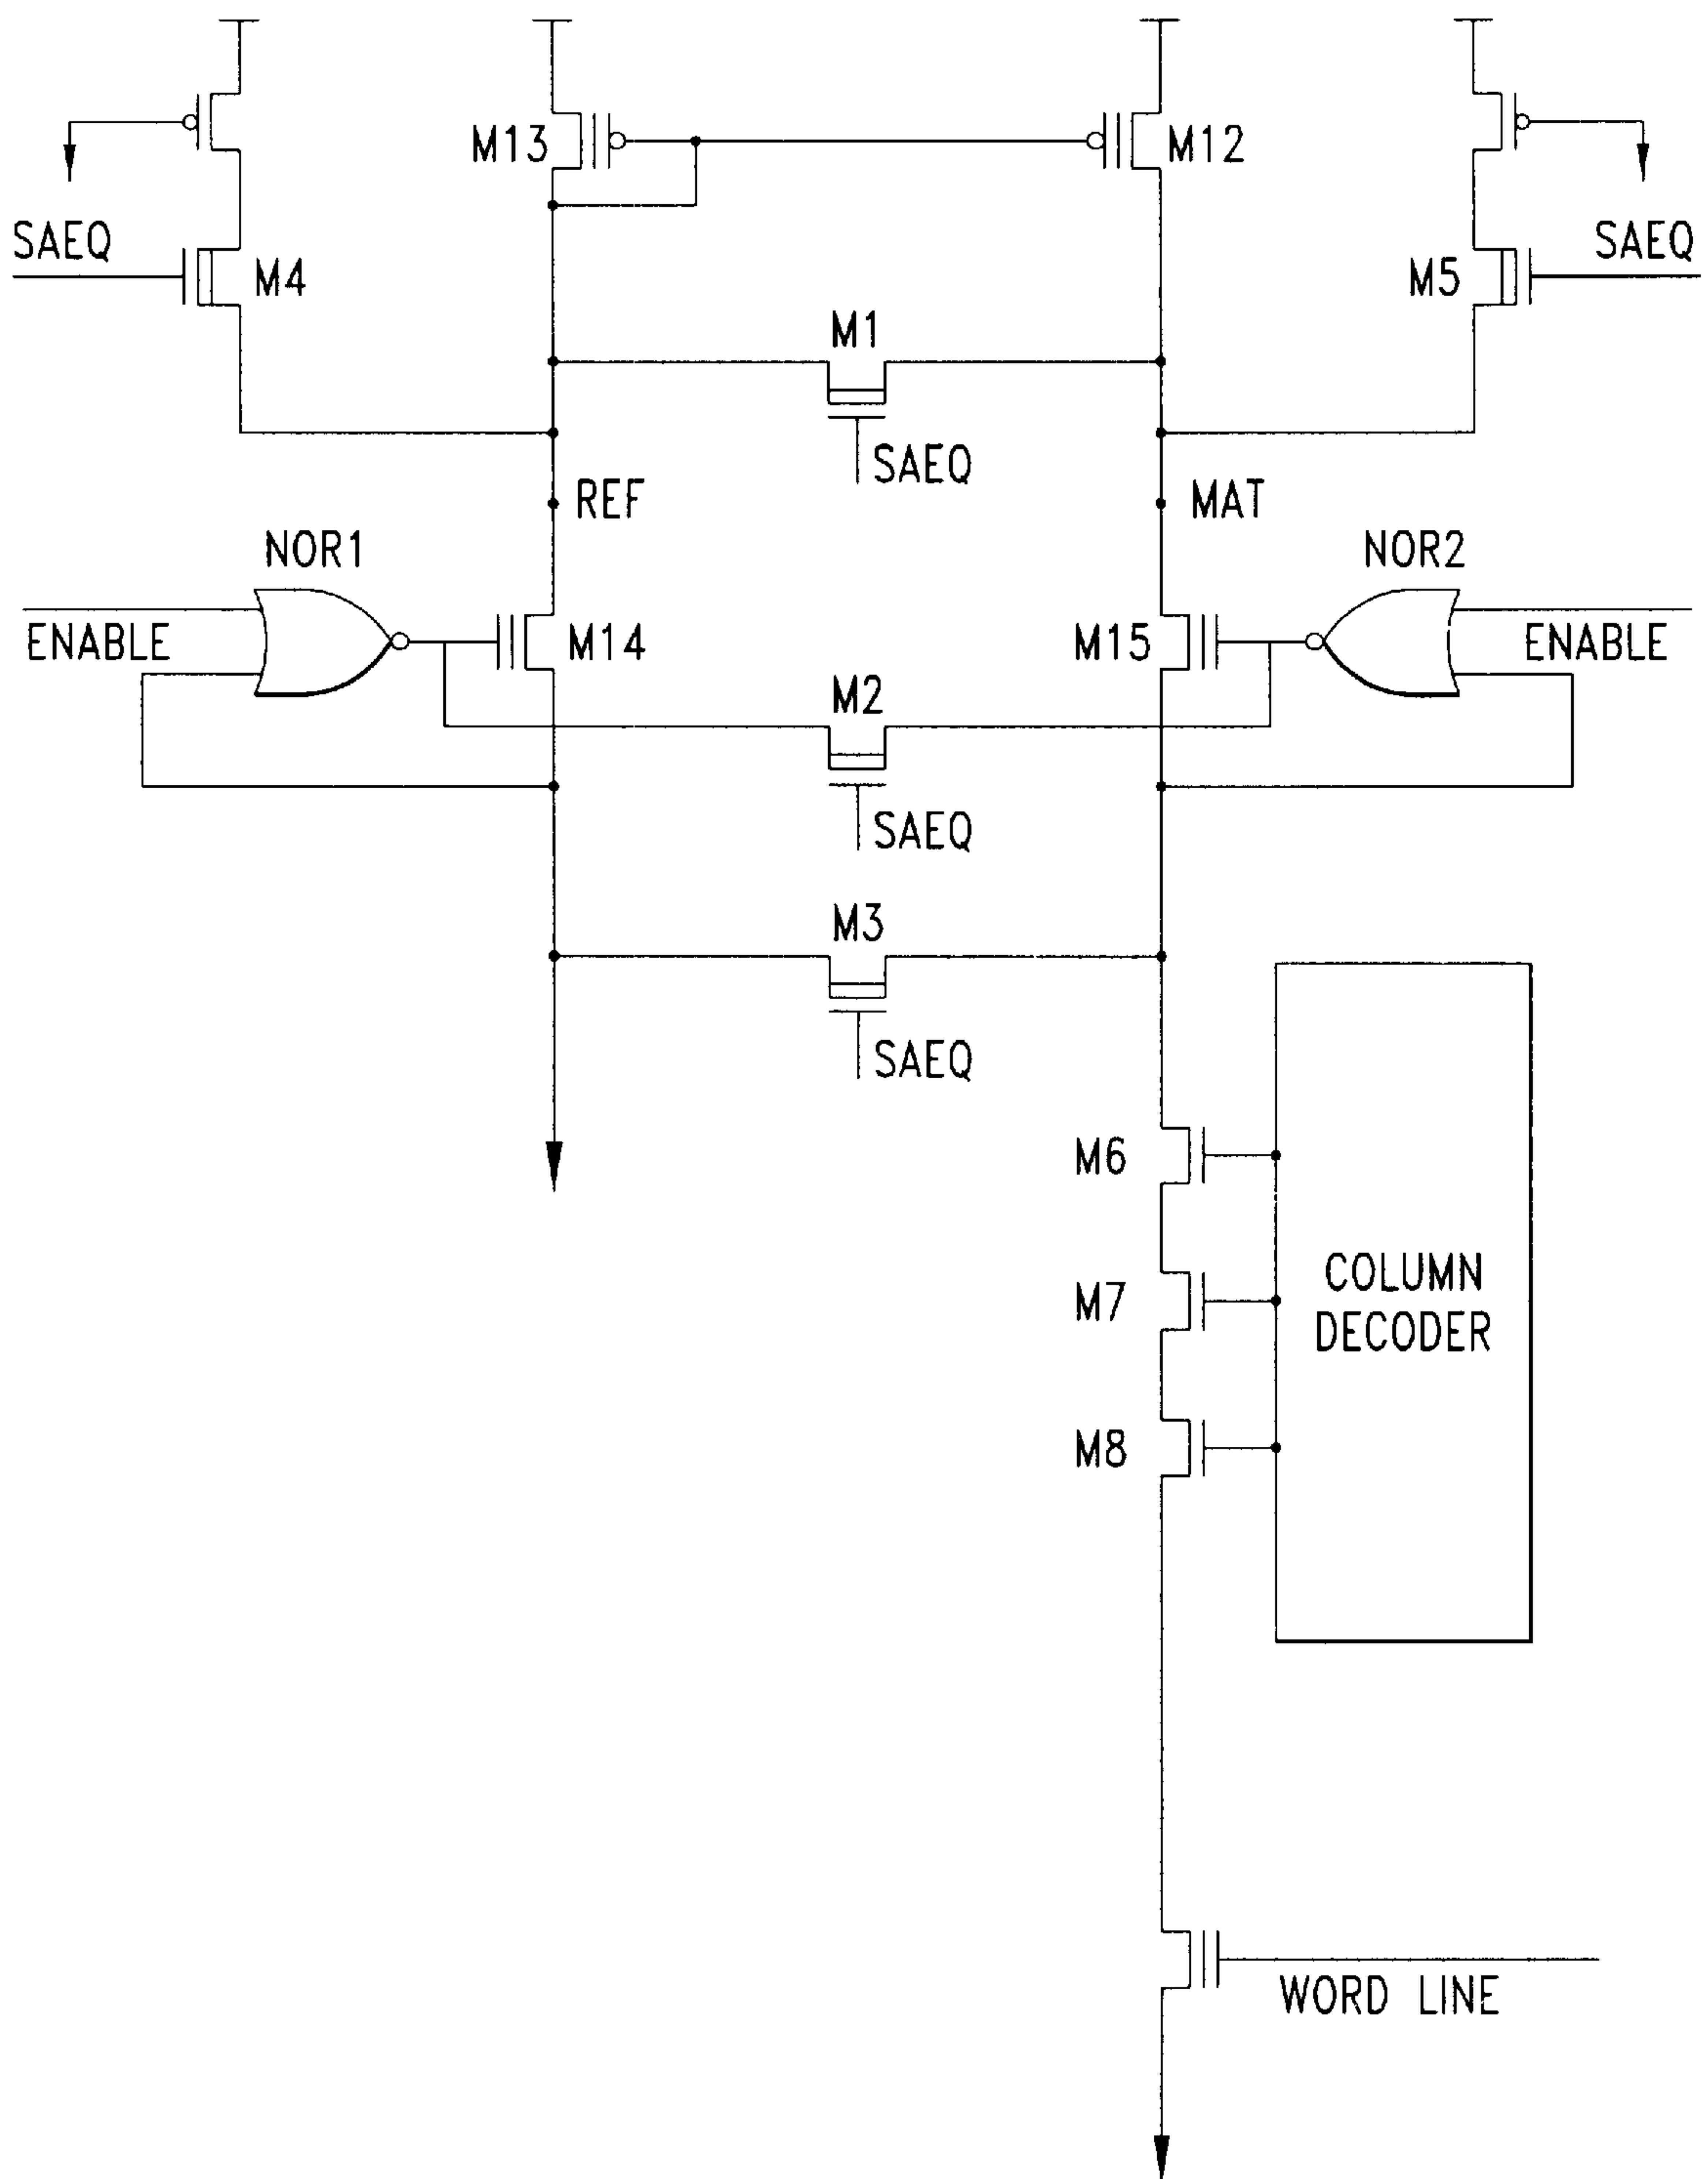 M13
M12
SAEQ
SAEQ
M4
M5
M1
SAEQ
REF
MAT
NOR1
NOR2
ENABLE
M14
M15
ENABLE
M2
SAEQ
M3
SAEQ
M6
M7
COLUMN
DECODER
M8
WORD LINE